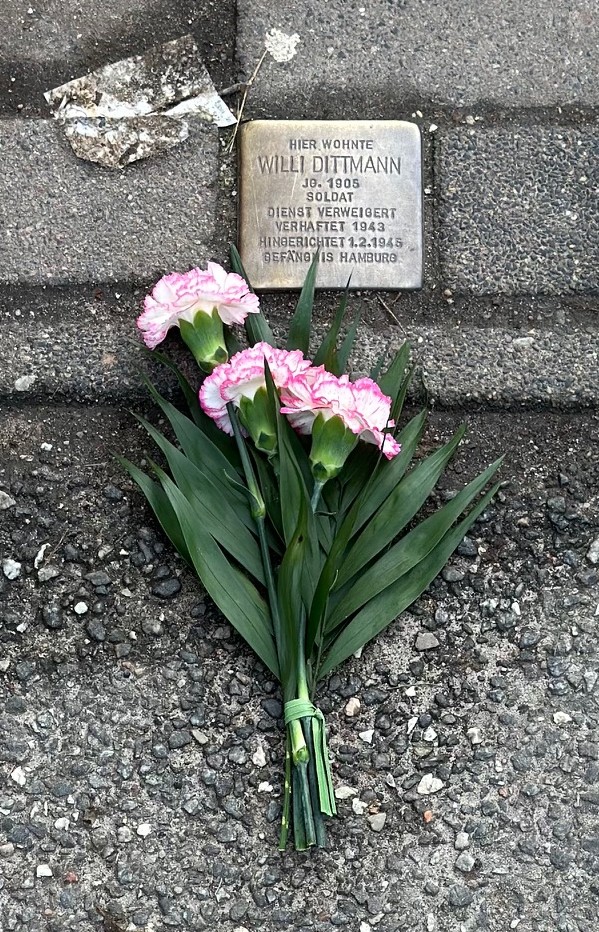 HIER WOHNTE
WILLI DITTMANN
JG. 1905
SOLDAT
DIENST VERWEIGERT
VERHAFTET 1943
HINGERICHTET 1.2.1945
GEFÄNGNIS HAMBURG